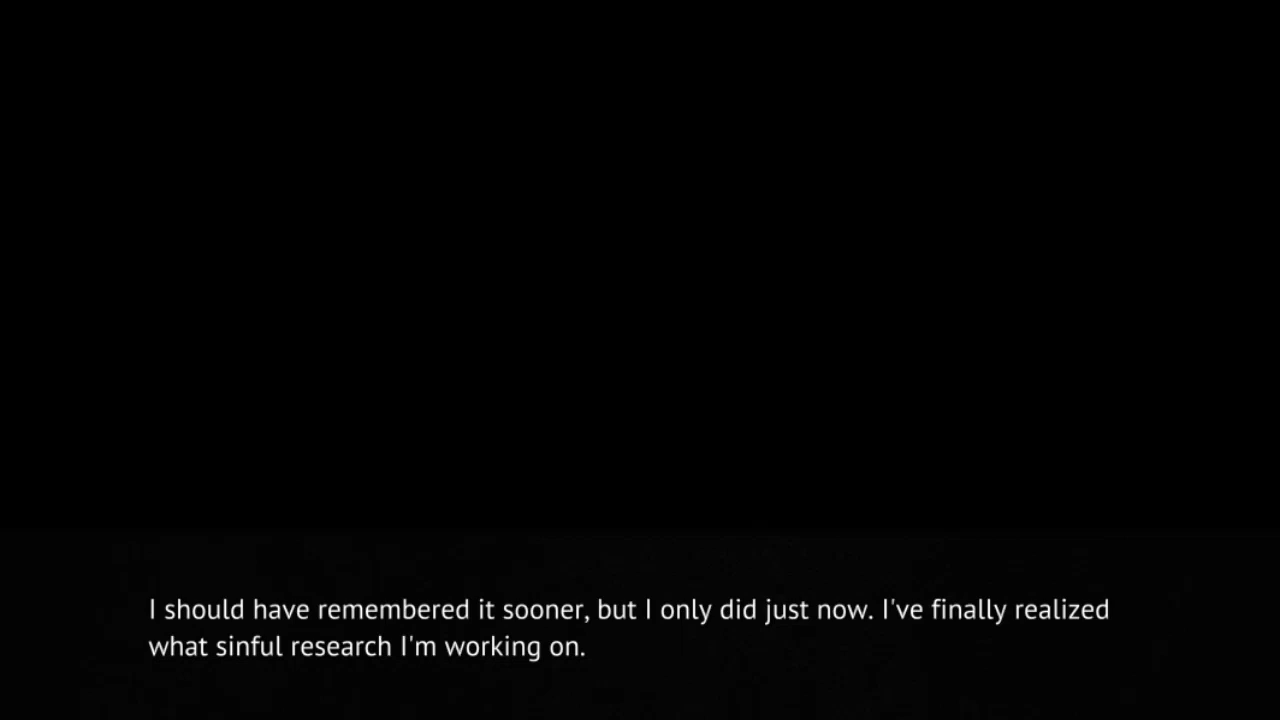 I should have remembered it sooner, but I only did just now. I've finally realized
what sinful research I'm working on.